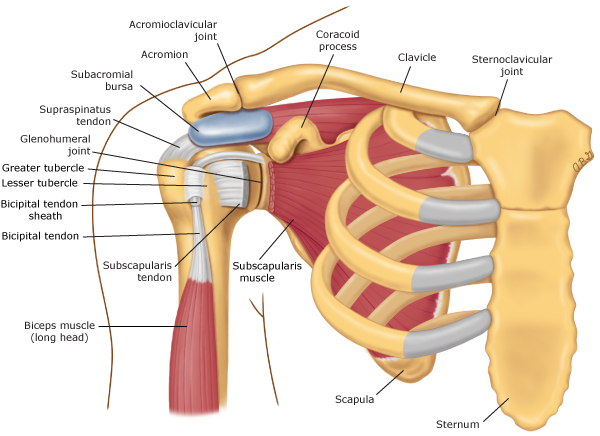 Acromioclavicular
joint
Acromion
Subacromial
bursa
Supraspinatus
tendon
Glenohumeral
joint
Greater tubercle
Lesser tubercle
Bicipital tendon
sheath
Bicipital tendon
Subscapularis
tendon
Biceps muscle
(long head)
Coracoid
process
Clavicle
Sternoclavicular
joint
Subscapularis
muscle
Scapula
Sternum